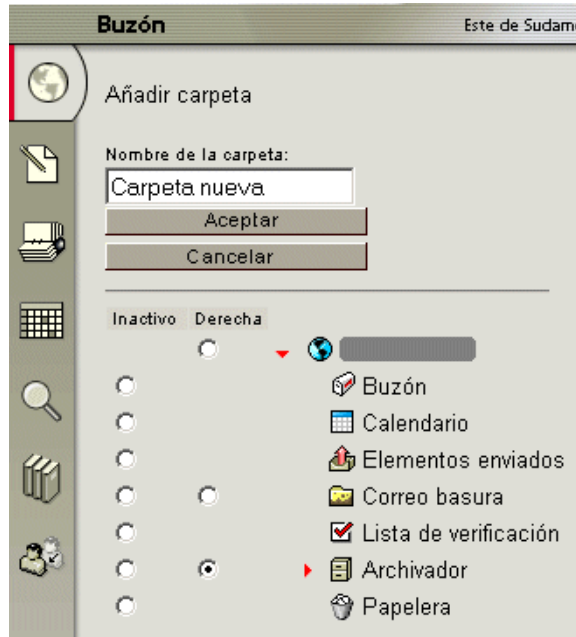 Buzón
Este de Sudam
Añadir carpeta
Nombre de la carpeta:
Carpeta nueva
Aceptar
Cancelar
Inactivo Derecha
Buzón
Calendario
Elementos enviados
Correo basura
Lista de verificación
Archivador
Papelera